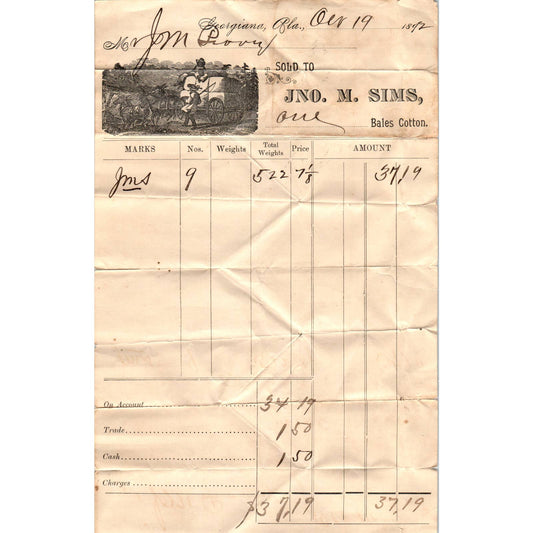 Georgiana, Ala., Oct 19 1892
Mr J M
SOLD TO
JNO. M. SIMS,
one Bales Cotton.
MARKS Nos. Weights Total Weights Price AMOUNT
JMS 9 522 7 1/8 37,19
On Account 34 19
Trade 1 50
Cash 1 50
Charges
$37,19 37,19